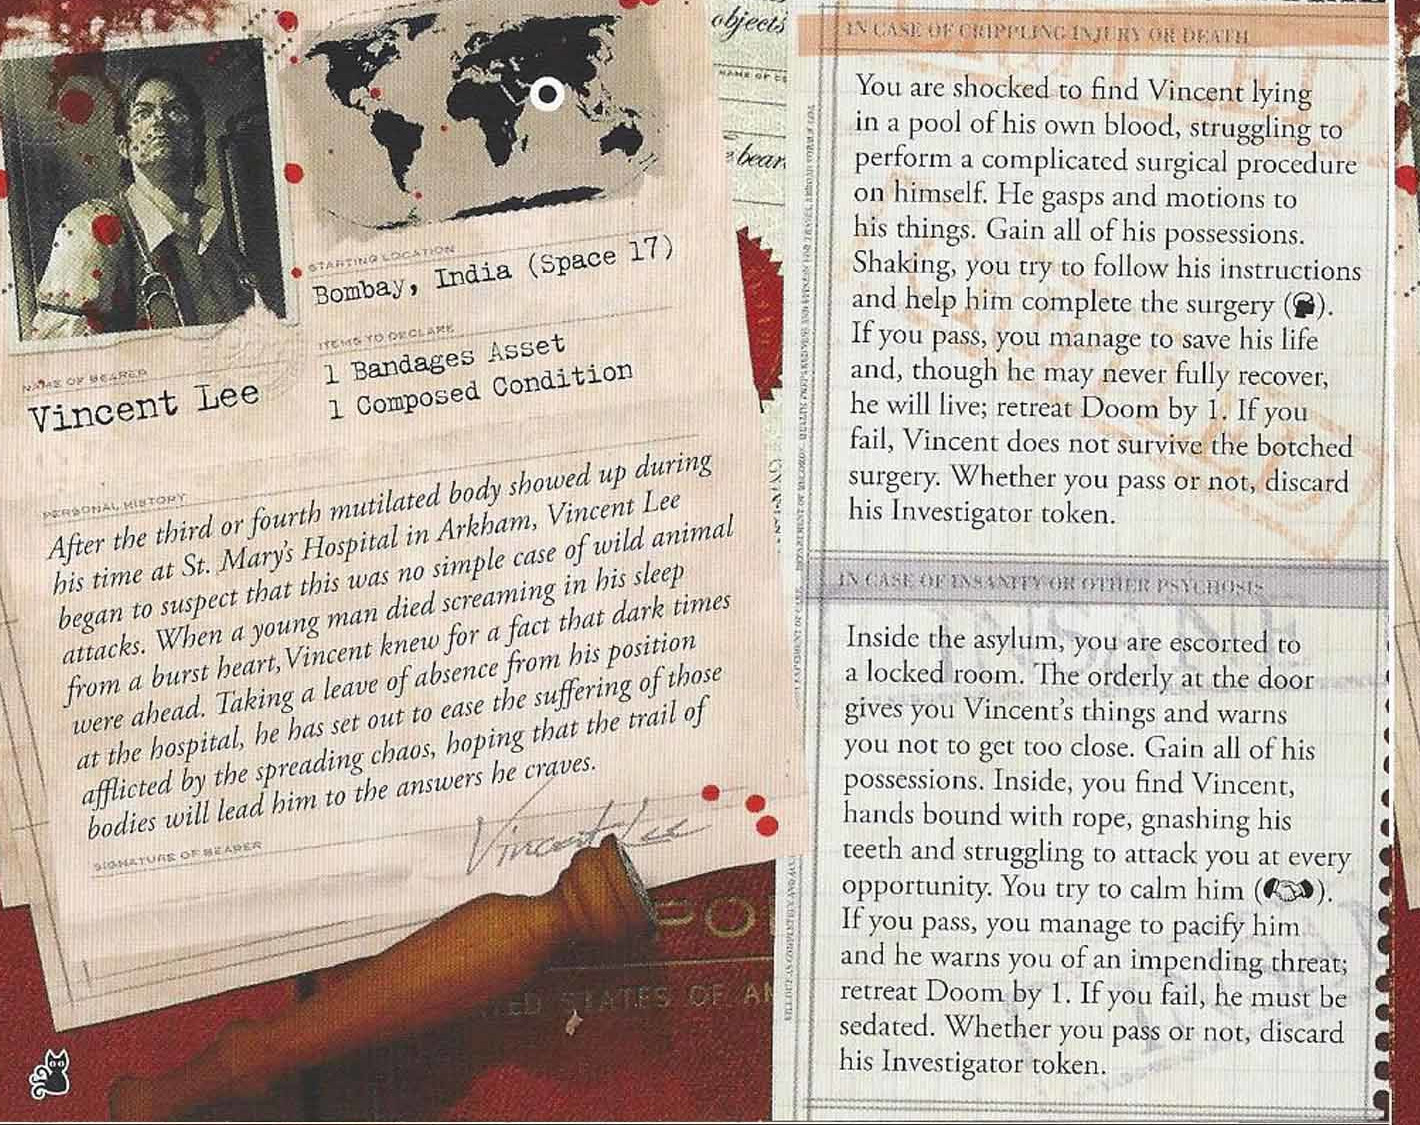 STARTING LOCATION
Bombay, India (Space 17)
ITEMS TO DECLARE
1 Bandages Asset
1 Composed Condition
NAME OF BEARER
Vincent Lee
PERSONAL HISTORY
After the third or fourth mutilated body showed up during
his time at St. Mary's Hospital in Arkham, Vincent Lee
began to suspect that this was no simple case of wild animal
attacks. When a young man died screaming in his sleep
from a burst heart, Vincent knew for a fact that dark times
were ahead. Taking a leave of absence from his position
at the hospital, he has set out to ease the suffering of those
afflicted by the spreading chaos, hoping that the trail of
bodies will lead him to the answers he craves.
SIGNATURE OF BEARER
Vincent Lee
objects
NAME OF
bear
STATES OF AM
IN CASE OF CRIPPLING INJURY OR DEATH
You are shocked to find Vincent lying
in a pool of his own blood, struggling to
perform a complicated surgical procedure
on himself. He gasps and motions to
his things. Gain all of his possessions.
Shaking, you try to follow his instructions
and help him complete the surgery ( ).
If you pass, you manage to save his life
and, though he may never fully recover,
he will live; retreat Doom by 1. If you
fail, Vincent does not survive the botched
surgery. Whether you pass or not, discard
his Investigator token.
IN CASE OF INSANITY OR OTHER PSYCHOSIS
Inside the asylum, you are escorted to
a locked room. The orderly at the door
gives you Vincent's things and warns
you not to get too close. Gain all of his
possessions. Inside, you find Vincent,
hands bound with rope, gnashing his
teeth and struggling to attack you at every
opportunity. You try to calm him ( ).
If you pass, you manage to pacify him
and he warns you of an impending threat;
retreat Doom by 1. If you fail, he must be
sedated. Whether you pass or not, discard
his Investigator token.